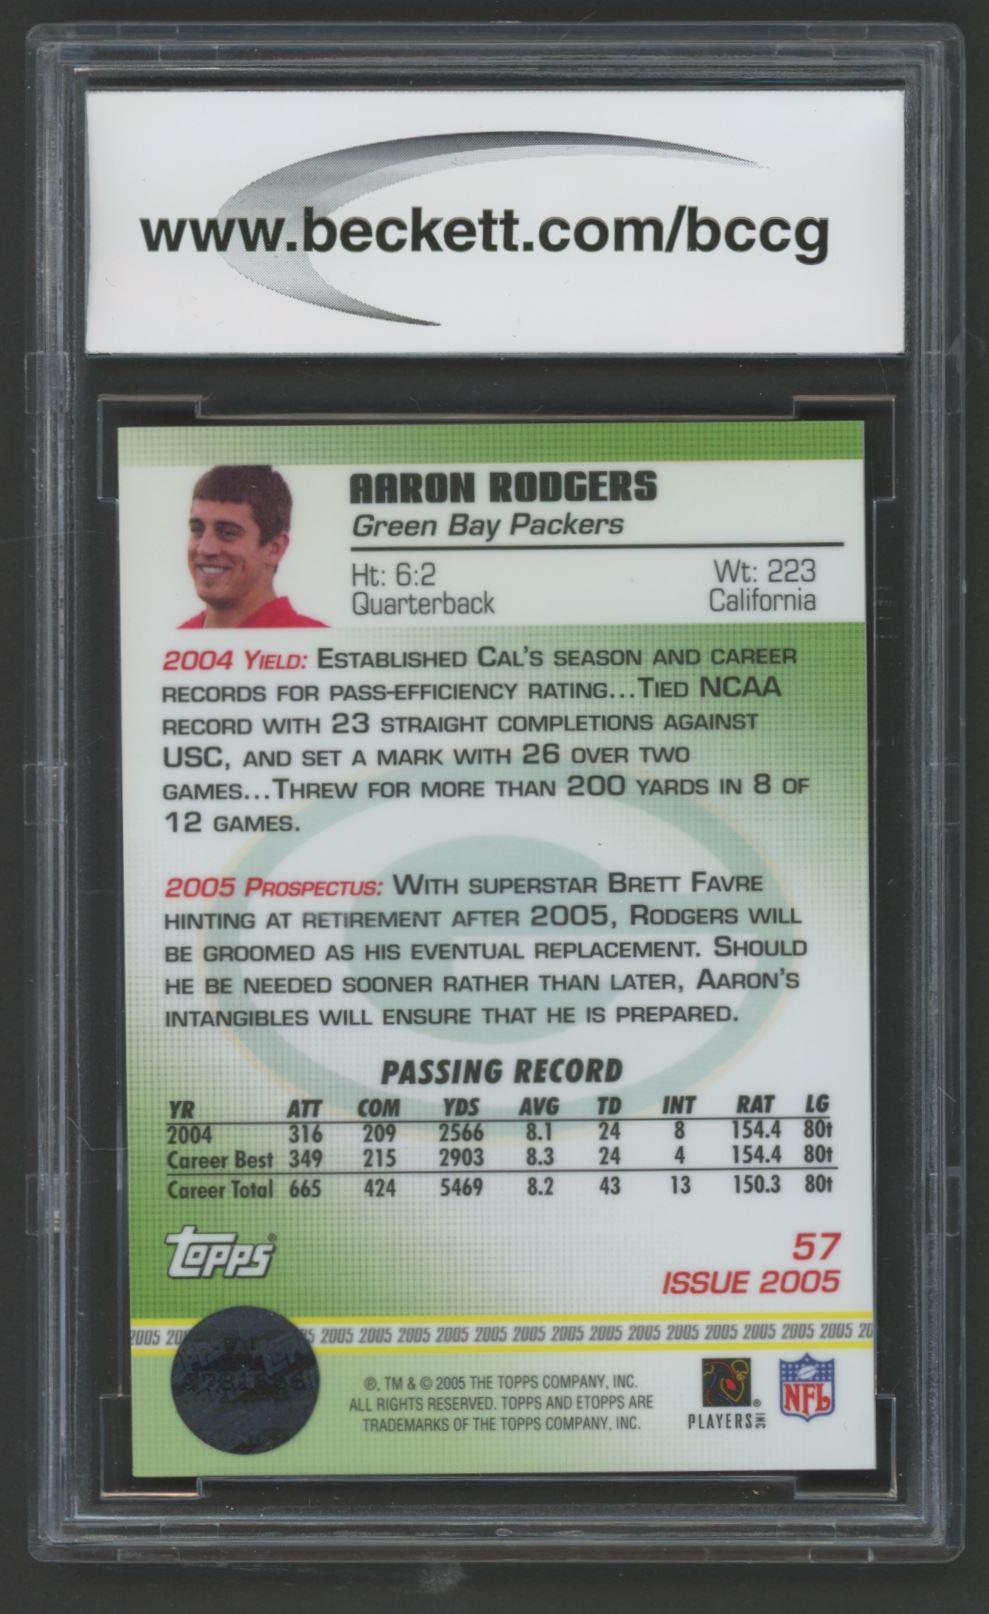 www.beckett.com/bccg
AARON RODGERS
Green Bay Packers
Ht: 6:2 Wt: 223
Quarterback California
2004 YIELD: ESTABLISHED CAL'S SEASON AND CAREER
RECORDS FOR PASS-EFFICIENCY RATING...TIED NCAA
RECORD WITH 23 STRAIGHT COMPLETIONS AGAINST
USC, AND SET A MARK WITH 26 OVER TWO
GAMES...THREW FOR MORE THAN 200 YARDS IN 8 OF
12 GAMES.
2005 PROSPECTUS: WITH SUPERSTAR BRETT FAVRE
HINTING AT RETIREMENT AFTER 2005, RODGERS WILL
BE GROOMED AS HIS EVENTUAL REPLACEMENT. SHOULD
HE BE NEEDED SOONER RATHER THAN LATER, AARON'S
INTANGIBLES WILL ENSURE THAT HE IS PREPARED.
PASSING RECORD
YR ATT COM YDS AVG TD INT RAT LG
2004 316 209 2566 8.1 24 8 154.4 80t
Career Best 349 215 2903 8.3 24 4 154.4 80t
Career Total 665 424 5469 8.2 43 13 150.3 80t
Topps®
57
ISSUE 2005
2005 20 5 2005 2005 2005 2005 2005 2005 2005 2005 2005 2005 2005 2005 2005 2005 20
®, TM & © 2005 THE TOPPS COMPANY, INC.
ALL RIGHTS RESERVED. TOPPS AND ETOPPS ARE
TRADEMARKS OF THE TOPPS COMPANY, INC.
PLAYERS INC ®
NFL